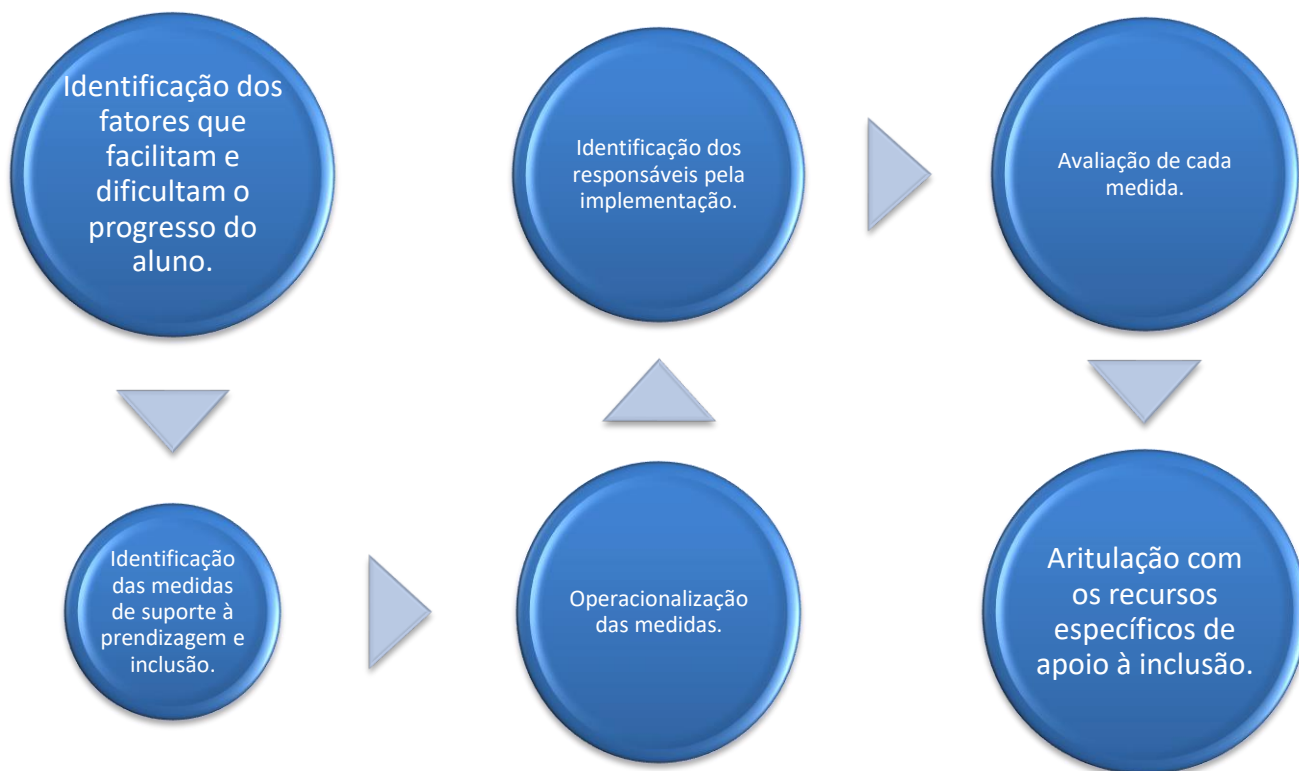 Identificação dos
fatores que
facilitam e
dificultam o
progresso do
aluno.
Identificação
das medidas
de suporte à
prendizagem e
inclusão.
Operacionalização
das medidas.
Identificação dos
responsáveis pela
implementação.
Avaliação de cada
medida.
Aritulação com
os recursos
específicos de
apoio à inclusão.